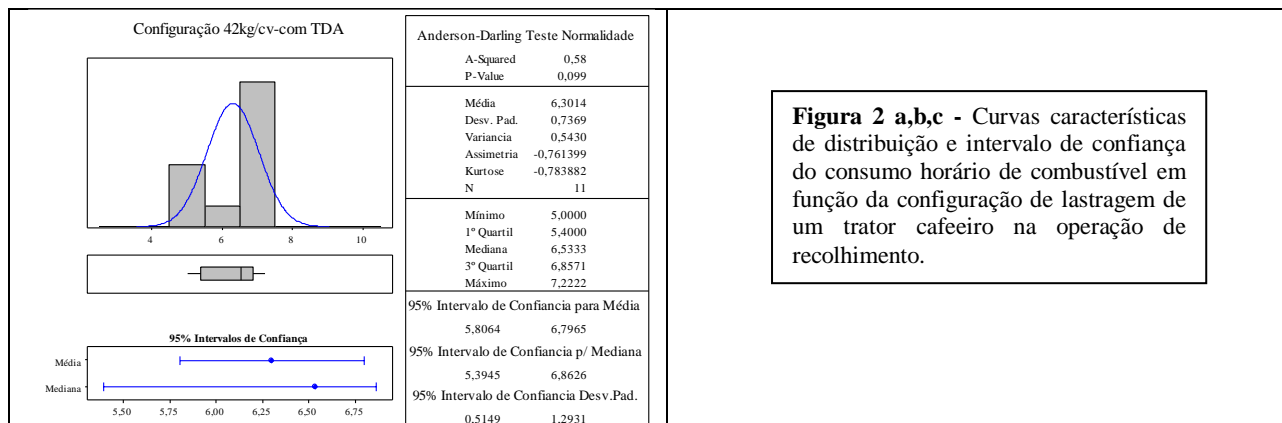 Configuração 42kg/cv-com TDA
4 6 8 10
95% Intervalos de Confiança
Média
Mediana
5,50 5,75 6,00 6,25 6,50 6,75
Anderson-Darling Teste Normalidade
A-Squared 0,58
P-Value 0,099
Média 6,3014
Desv. Pad. 0,7369
Variancia 0,5430
Assimetria -0,761399
Kurtose -0,783882
N 11
Mínimo 5,0000
1º Quartil 5,4000
Mediana 6,5333
3º Quartil 6,8571
Máximo 7,2222
95% Intervalo de Confiancia para Média
5,8064 6,7965
95% Intervalo de Confiancia p/ Mediana
5,3945 6,8626
95% Intervalo de Confiancia Desv.Pad.
0,5149 1,2931
Figura 2 a,b,c - Curvas características
de distribuição e intervalo de confiança
do consumo horário de combustível em
função da configuração de lastragem de
um trator cafeeiro na operação de
recolhimento.